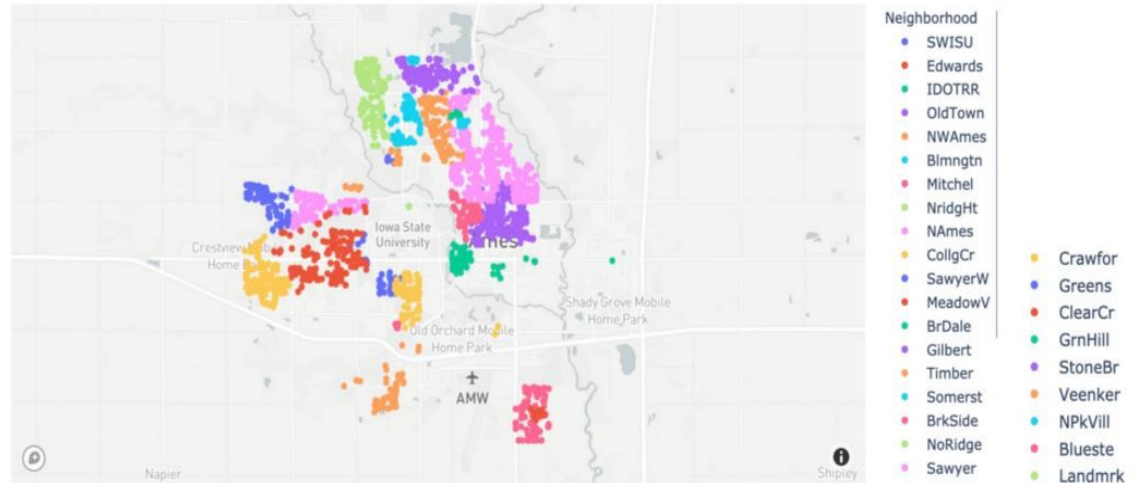 Neighborhood
SWISU
Edwards
IDOTRR
OldTown
NWAmes
Blmngtn
Mitchel
NridgHt
NAmes
CollgCr
SawyerW
MeadowV
BrDale
Gilbert
Timber
Somerst
BrkSide
NoRidge
Sawyer
Crawfor
Greens
ClearCr
GrnHill
StoneBr
Veenker
NPkVill
Blueste
Landmrk
Iowa State
University
Ames
Crestview Mobile
Home
Shady Grove Mobile
Home Park
Old Orchard Mobile
Home Park
AMW
Napier
Shipley